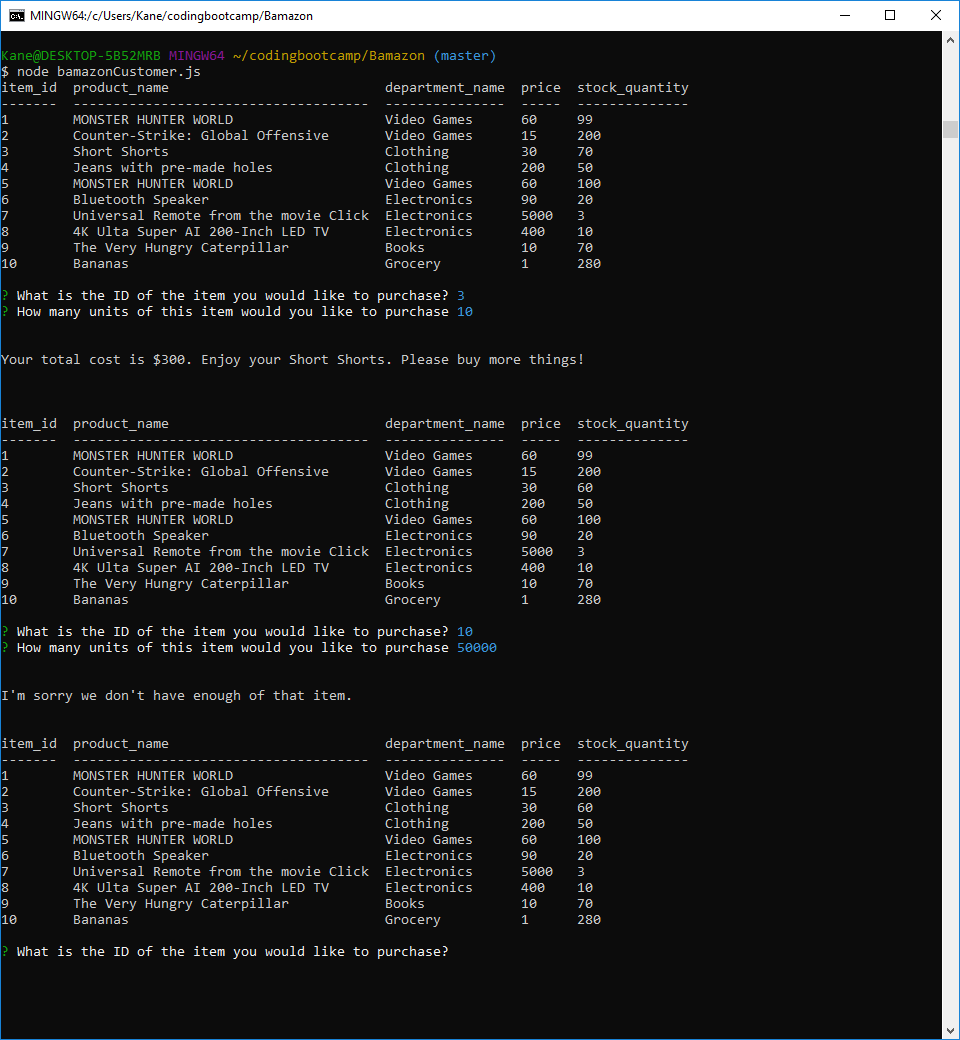 MINGW64:/c/Users/Kane/codingbootcamp/Bamazon
Kane@DESKTOP-5B52MRB MINGW64 ~/codingbootcamp/Bamazon (master)
$ node bamazonCustomer.js
item_id  product_name                           department_name  price  stock_quantity
-------  -------------------------------------  ---------------  -----  --------------
1        MONSTER HUNTER WORLD                   Video Games      60     99
2        Counter-Strike: Global Offensive       Video Games      15     200
3        Short Shorts                           Clothing         30     70
4        Jeans with pre-made holes              Clothing         200    50
5        MONSTER HUNTER WORLD                   Video Games      60     100
6        Bluetooth Speaker                      Electronics      90     20
7        Universal Remote from the movie Click  Electronics      5000   3
8        4K Ulta Super AI 200-Inch LED TV       Electronics      400    10
9        The Very Hungry Caterpillar            Books            10     70
10       Bananas                                Grocery          1      280
? What is the ID of the item you would like to purchase? 3
? How many units of this item would you like to purchase 10
Your total cost is $300. Enjoy your Short Shorts. Please buy more things!
item_id  product_name                           department_name  price  stock_quantity
-------  -------------------------------------  ---------------  -----  --------------
1        MONSTER HUNTER WORLD                   Video Games      60     99
2        Counter-Strike: Global Offensive       Video Games      15     200
3        Short Shorts                           Clothing         30     60
4        Jeans with pre-made holes              Clothing         200    50
5        MONSTER HUNTER WORLD                   Video Games      60     100
6        Bluetooth Speaker                      Electronics      90     20
7        Universal Remote from the movie Click  Electronics      5000   3
8        4K Ulta Super AI 200-Inch LED TV       Electronics      400    10
9        The Very Hungry Caterpillar            Books            10     70
10       Bananas                                Grocery          1      280
? What is the ID of the item you would like to purchase? 10
? How many units of this item would you like to purchase 50000
I'm sorry we don't have enough of that item.
item_id  product_name                           department_name  price  stock_quantity
-------  -------------------------------------  ---------------  -----  --------------
1        MONSTER HUNTER WORLD                   Video Games      60     99
2        Counter-Strike: Global Offensive       Video Games      15     200
3        Short Shorts                           Clothing         30     60
4        Jeans with pre-made holes              Clothing         200    50
5        MONSTER HUNTER WORLD                   Video Games      60     100
6        Bluetooth Speaker                      Electronics      90     20
7        Universal Remote from the movie Click  Electronics      5000   3
8        4K Ulta Super AI 200-Inch LED TV       Electronics      400    10
9        The Very Hungry Caterpillar            Books            10     70
10       Bananas                                Grocery          1      280
? What is the ID of the item you would like to purchase?